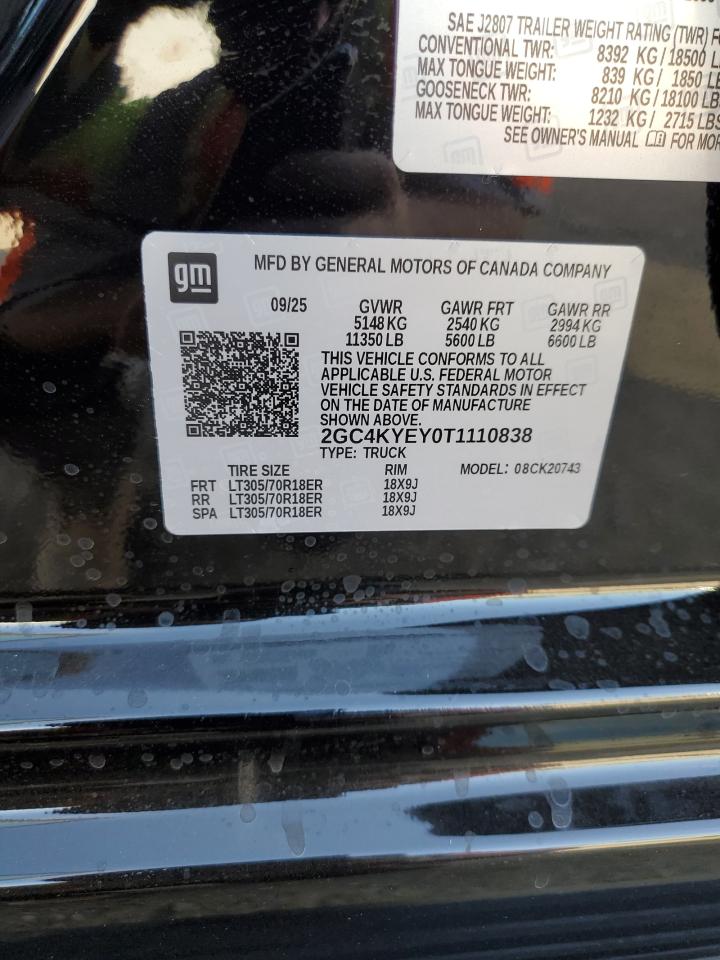 SAE J2807 TRAILER WEIGHT RATING (TWR)
CONVENTIONAL TWR: 8392 KG / 18500
MAX TONGUE WEIGHT: 839 KG / 1850 LBS
GOOSENECK TWR: 8210 KG / 18100 LBS
MAX TONGUE WEIGHT: 1232 KG / 2715 LBS
SEE OWNER'S MANUAL FOR
gm
MFD BY GENERAL MOTORS OF CANADA COMPANY
09/25 GVWR GAWR FRT GAWR RR
5148 KG 2540 KG 2994 KG
11350 LB 5600 LB 6600 LB
THIS VEHICLE CONFORMS TO ALL
APPLICABLE U.S. FEDERAL MOTOR
VEHICLE SAFETY STANDARDS IN EFFECT
ON THE DATE OF MANUFACTURE
SHOWN ABOVE.
2GC4KYEY0T1110838
TYPE: TRUCK
TIRE SIZE RIM MODEL: 08CK20743
FRT LT305/70R18ER 18X9J
RR LT305/70R18ER 18X9J
SPA LT305/70R18ER 18X9J